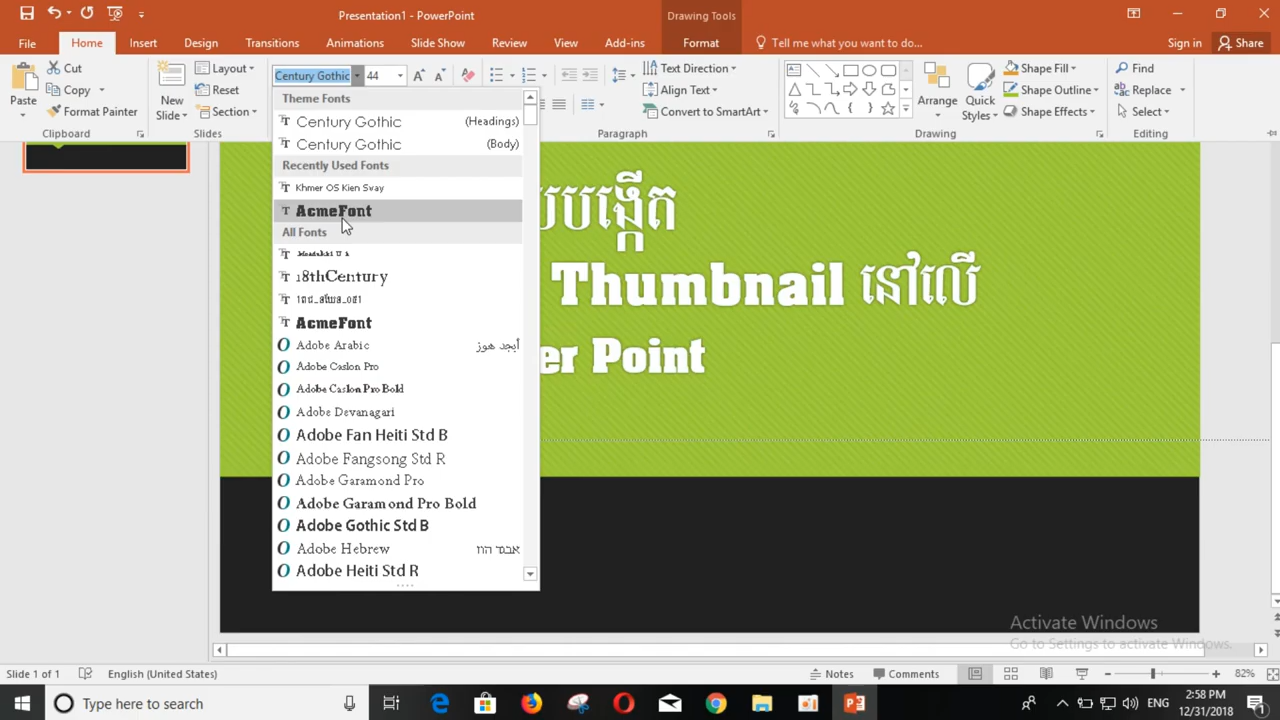 Presentation1 - PowerPoint
Drawing Tools
File Home Insert Design Transitions Animations Slide Show Review View Add-ins Format Tell me what you want to do... Sign in Share
Paste
Cut
Copy
Format Painter
Clipboard
New Slide
Layout
Reset
Section
Slides
Century Gothic 44
Text Direction
Align Text
Convert to SmartArt
Paragraph
Arrange
Quick Styles
Shape Fill
Shape Outline
Shape Effects
Drawing
Find
Replace
Select
Editing
Theme Fonts
Century Gothic (Headings)
Century Gothic (Body)
Recently Used Fonts
Khmer OS Kien Svay
AcmeFont
All Fonts
18thCentury
AcmeFont
Adobe Arabic أبجد هوز
Adobe Caslon Pro
Adobe Caslon Pro Bold
Adobe Devanagari
Adobe Fan Heiti Std B
Adobe Fangsong Std R
Adobe Garamond Pro
Adobe Garamond Pro Bold
Adobe Gothic Std B
Adobe Hebrew אבגד הוז
Adobe Heiti Std R
បបង្កើត
Thumbnail នៅលើ
er Point
Activate Windows
Go to Settings to activate Windows.
Slide 1 of 1 English (United States) Notes Comments 82%
Type here to search
ENG
2:58 PM
12/31/2018
1